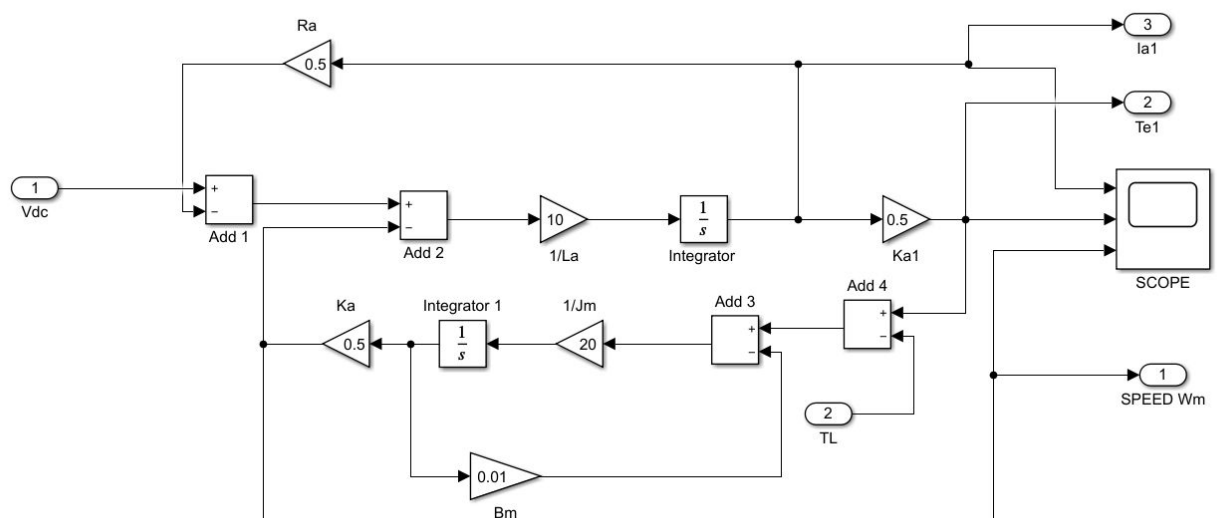 Ra
0.5
3
Ia1
2
Te1
1
Vdc
+
−
Add 1
+
−
Add 2
10
1/La
1
s
Integrator
0.5
Ka1
SCOPE
Ka
0.5
Integrator 1
1
s
1/Jm
20
Add 3
+
−
Add 4
+
−
2
TL
1
SPEED Wm
0.01
Bm